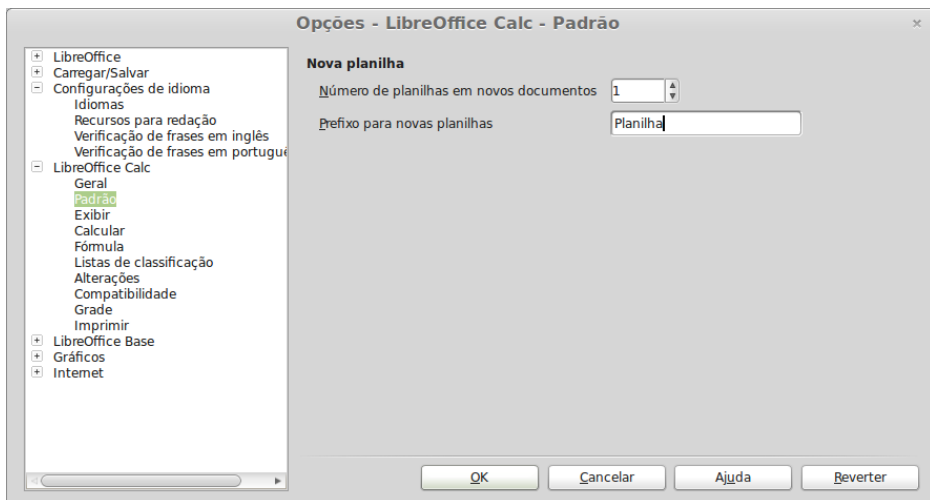 Opções - LibreOffice Calc - Padrão
LibreOffice
Carregar/Salvar
Configurações de idioma
Idiomas
Recursos para redação
Verificação de frases em inglês
Verificação de frases em portugué
LibreOffice Calc
Geral
Padrão
Exibir
Calcular
Fórmula
Listas de classificação
Alterações
Compatibilidade
Grade
Imprimir
LibreOffice Base
Gráficos
Internet
Nova planilha
Número de planilhas em novos documentos 1
Prefixo para novas planilhas Planilha
OK Cancelar Ajuda Reverter